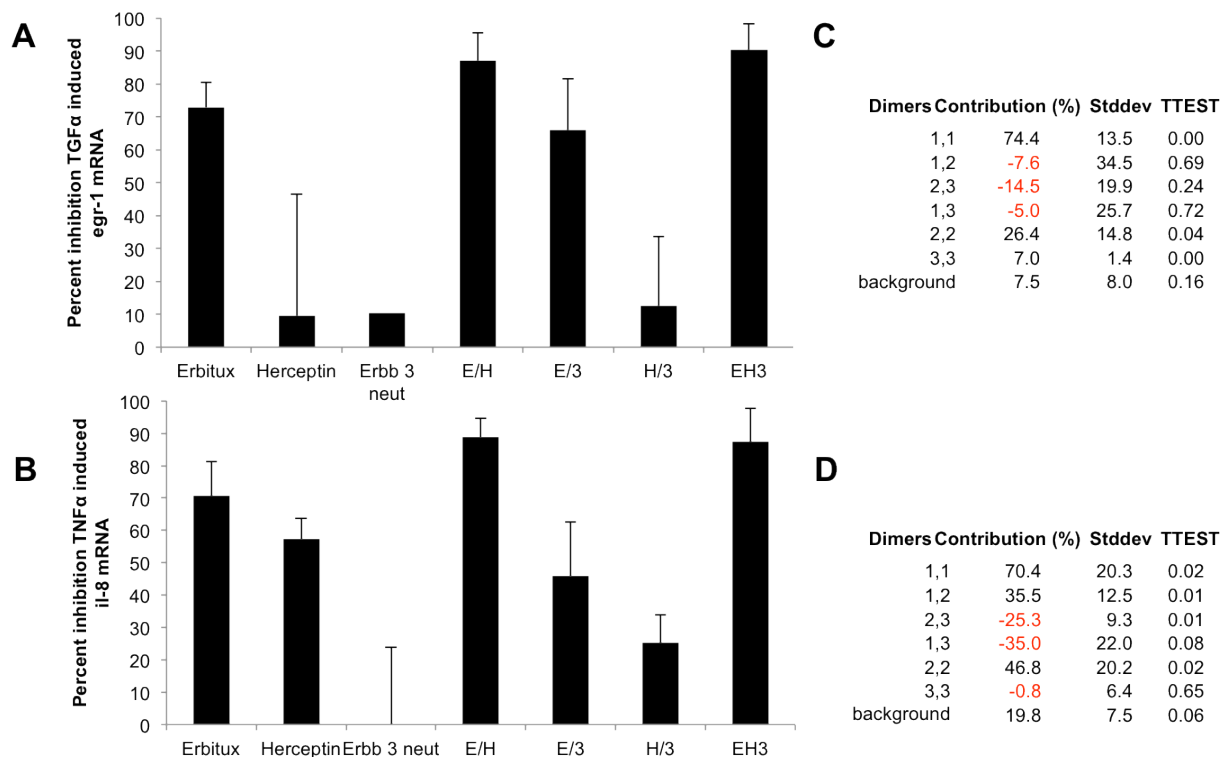 A
Percent inhibition TGFα induced
egr-1 mRNA
100
90
80
70
60
50
40
30
20
10
0
Erbitux Herceptin Erbb 3 neut E/H E/3 H/3 EH3
C
Dimers Contribution (%) Stddev TTEST
1,1 74.4 13.5 0.00
1,2 -7.6 34.5 0.69
2,3 -14.5 19.9 0.24
1,3 -5.0 25.7 0.72
2,2 26.4 14.8 0.04
3,3 7.0 1.4 0.00
background 7.5 8.0 0.16
B
Percent inhibition TNFα induced
il-8 mRNA
100
90
80
70
60
50
40
30
20
10
0
Erbitux Herceptin Erbb 3 neut E/H E/3 H/3 EH3
D
Dimers Contribution (%) Stddev TTEST
1,1 70.4 20.3 0.02
1,2 35.5 12.5 0.01
2,3 -25.3 9.3 0.01
1,3 -35.0 22.0 0.08
2,2 46.8 20.2 0.02
3,3 -0.8 6.4 0.65
background 19.8 7.5 0.06